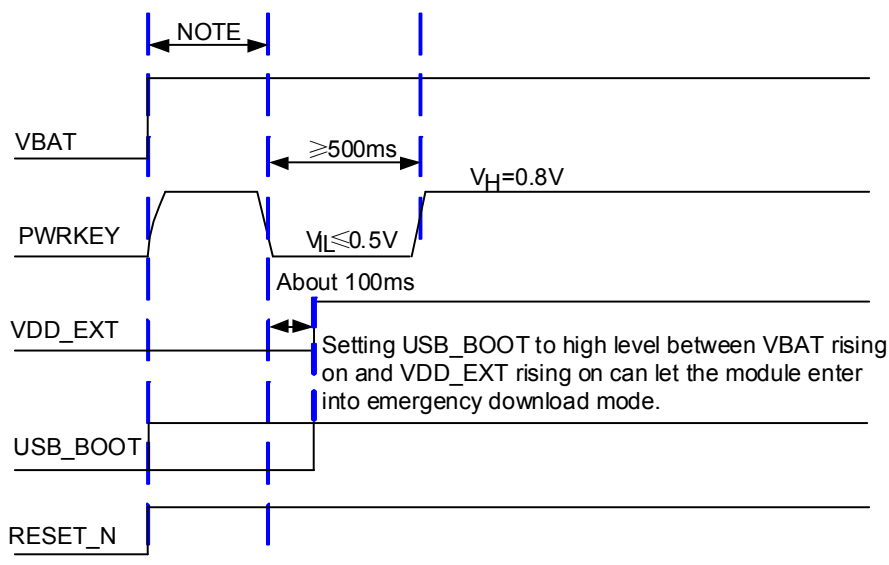 NOTE
VBAT
≥500ms
VH=0.8V
PWRKEY
VIL≤0.5V
About 100ms
VDD_EXT
Setting USB_BOOT to high level between VBAT rising
on and VDD_EXT rising on can let the module enter
into emergency download mode.
USB_BOOT
RESET_N